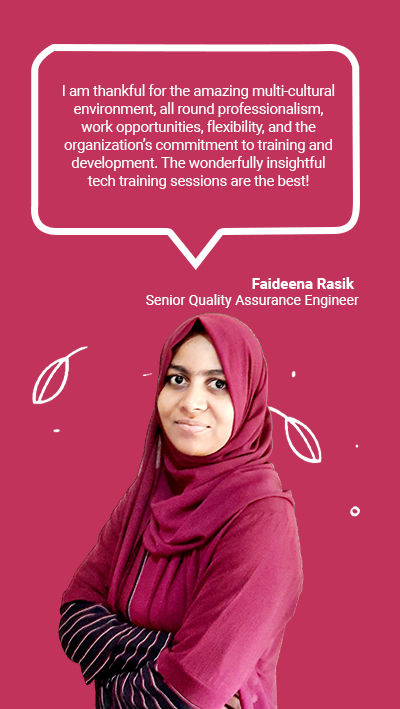 I am thankful for the amazing multi-cultural
environment, all round professionalism,
work opportunities, flexibility, and the
organization’s commitment to training and
development. The wonderfully insightful
tech training sessions are the best!
Faideena Rasik
Senior Quality Assurance Engineer